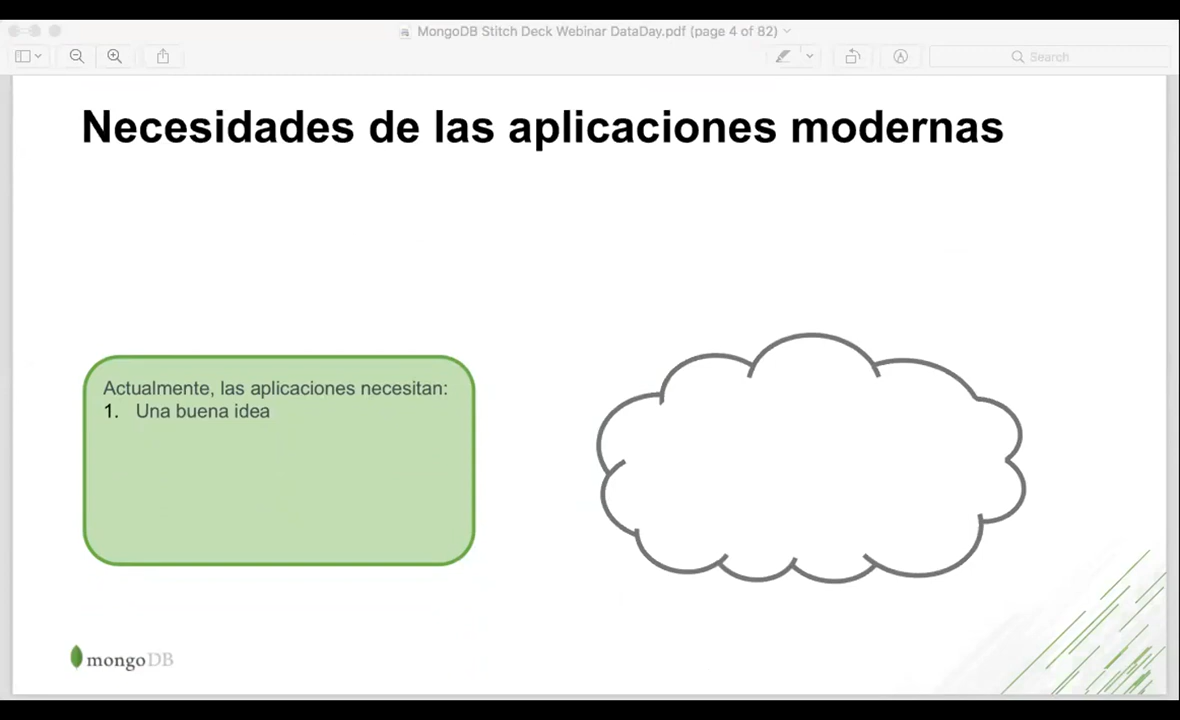 MongoDB Stitch Deck Webinar DataDay.pdf (page 4 of 82)
Search
Necesidades de las aplicaciones modernas
Actualmente, las aplicaciones necesitan:
1. Una buena idea
mongoDB